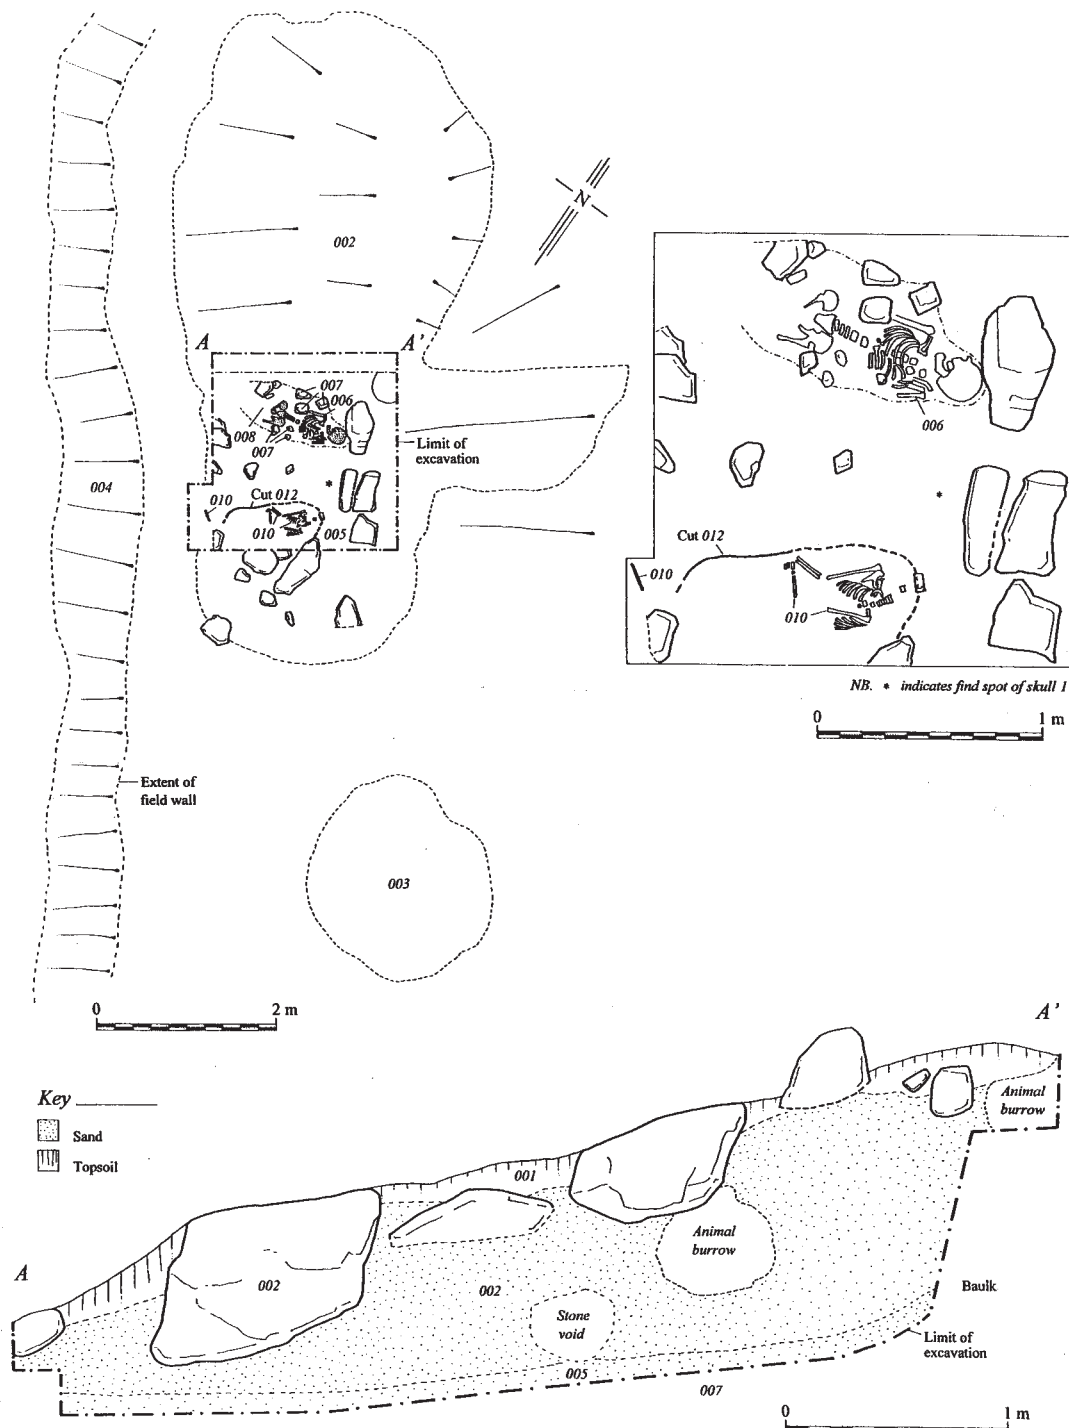 N
002
A
A'
007
006
008
007
Limit of
excavation
004
010
Cut 012
010
005
Extent of
field wall
003
0
2 m
006
Cut 012
010
010
NB. * indicates find spot of skull 1
0
1 m
A'
Key
Sand
Topsoil
Animal
burrow
001
Animal
burrow
A
002
002
Baulk
Stone
void
Limit of
excavation
005
007
0
1 m